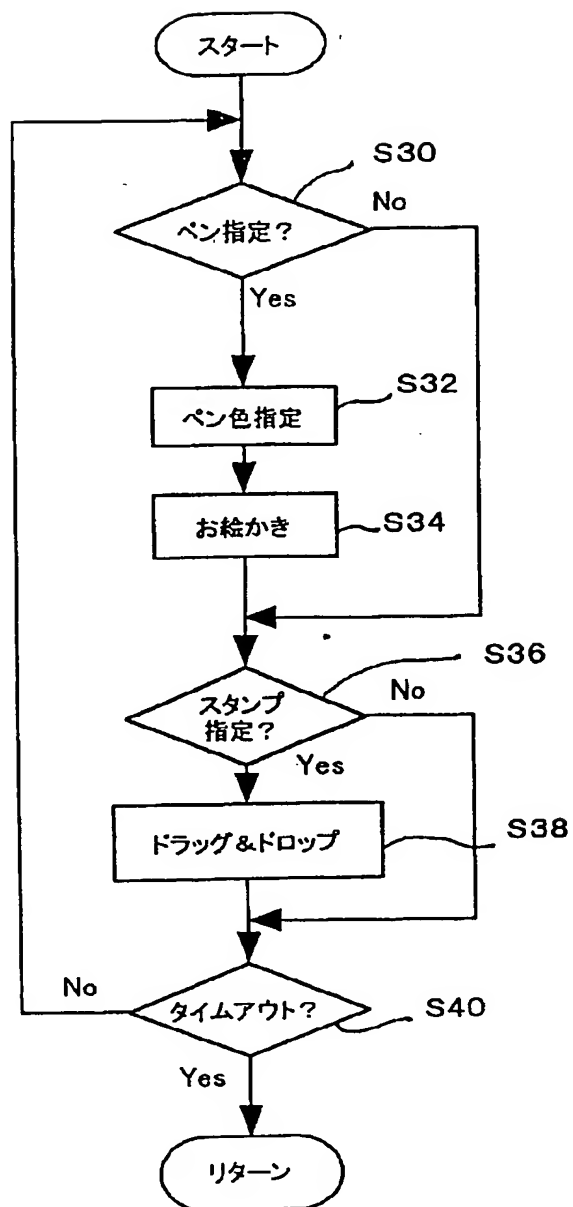 スタート
S30
ペン指定？
No
Yes
S32
ペン色指定
お絵かき
S34
S36
スタンプ
指定？
No
Yes
ドラッグ＆ドロップ
S38
No
タイムアウト？
S40
Yes
リターン